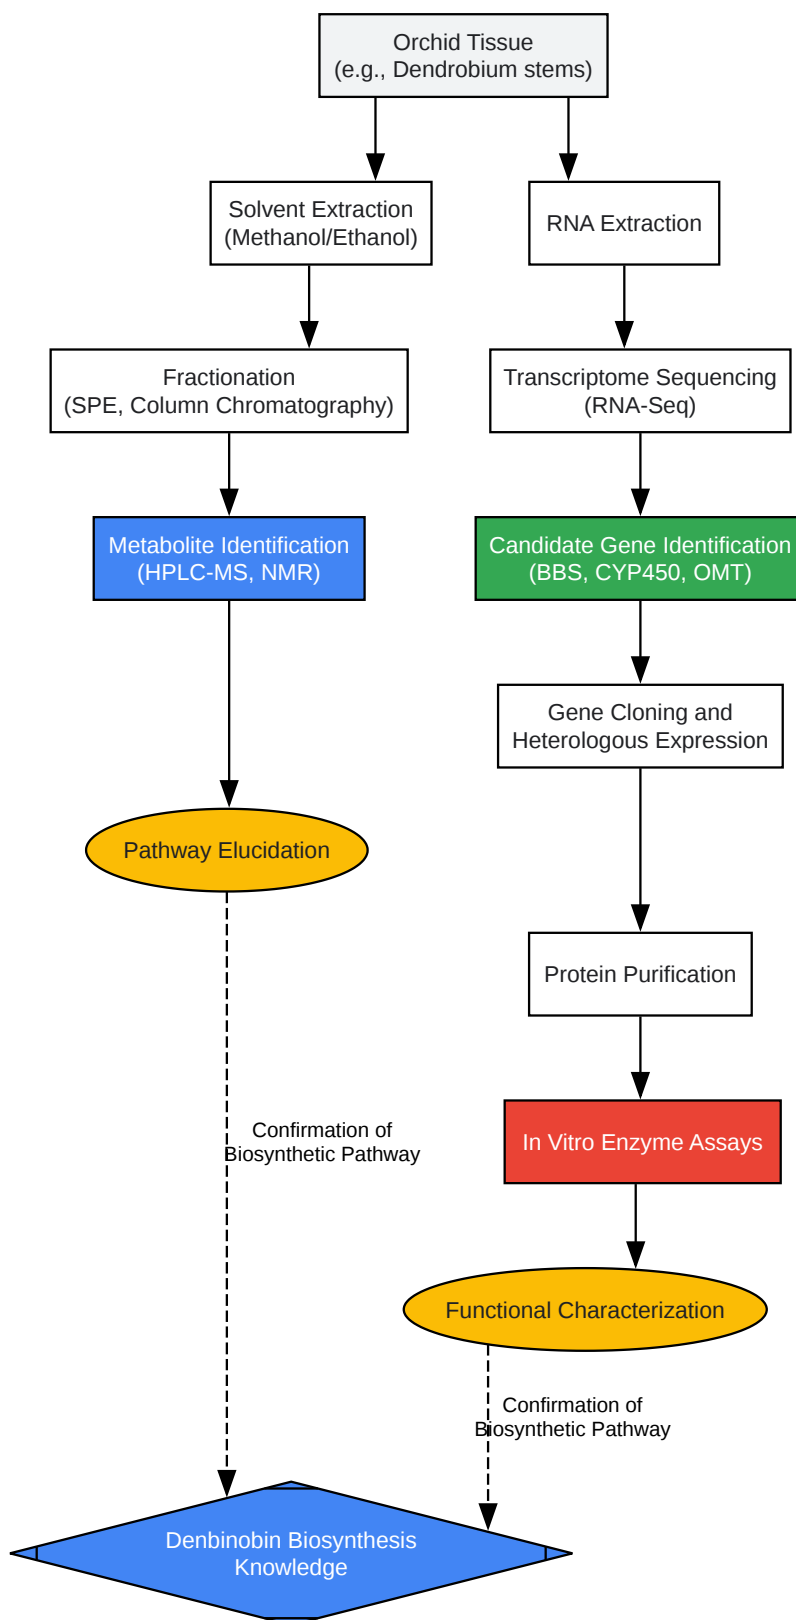 Orchid Tissue
(e.g., Dendrobium stems)
Solvent Extraction
(Methanol/Ethanol)
RNA Extraction
Fractionation
(SPE, Column Chromatography)
Transcriptome Sequencing
(RNA-Seq)
Metabolite Identification
(HPLC-MS, NMR)
Candidate Gene Identification
(BBS, CYP450, OMT)
Gene Cloning and
Heterologous Expression
Pathway Elucidation
Protein Purification
Confirmation of
Biosynthetic Pathway
In Vitro Enzyme Assays
Functional Characterization
Confirmation of
Biosynthetic Pathway
Denbinobin Biosynthesis
Knowledge